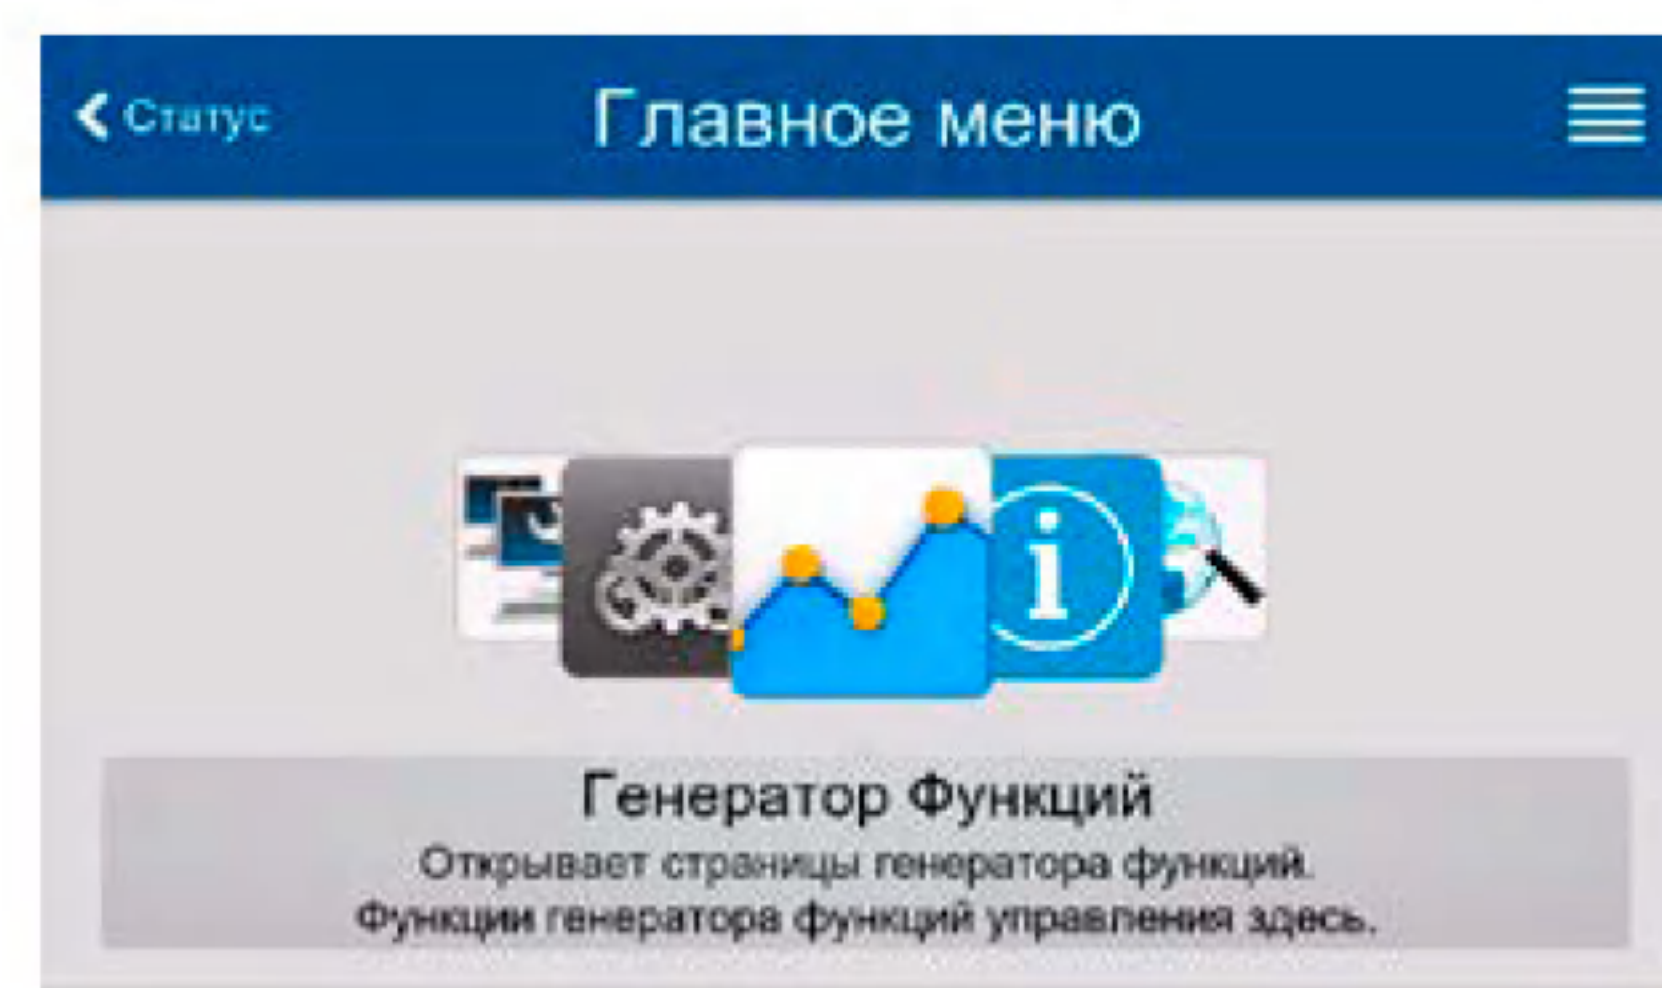 Статус
Главное меню
Генератор Функций
Открывает страницы генератора функций.
Функции генератора функций управления здесь.